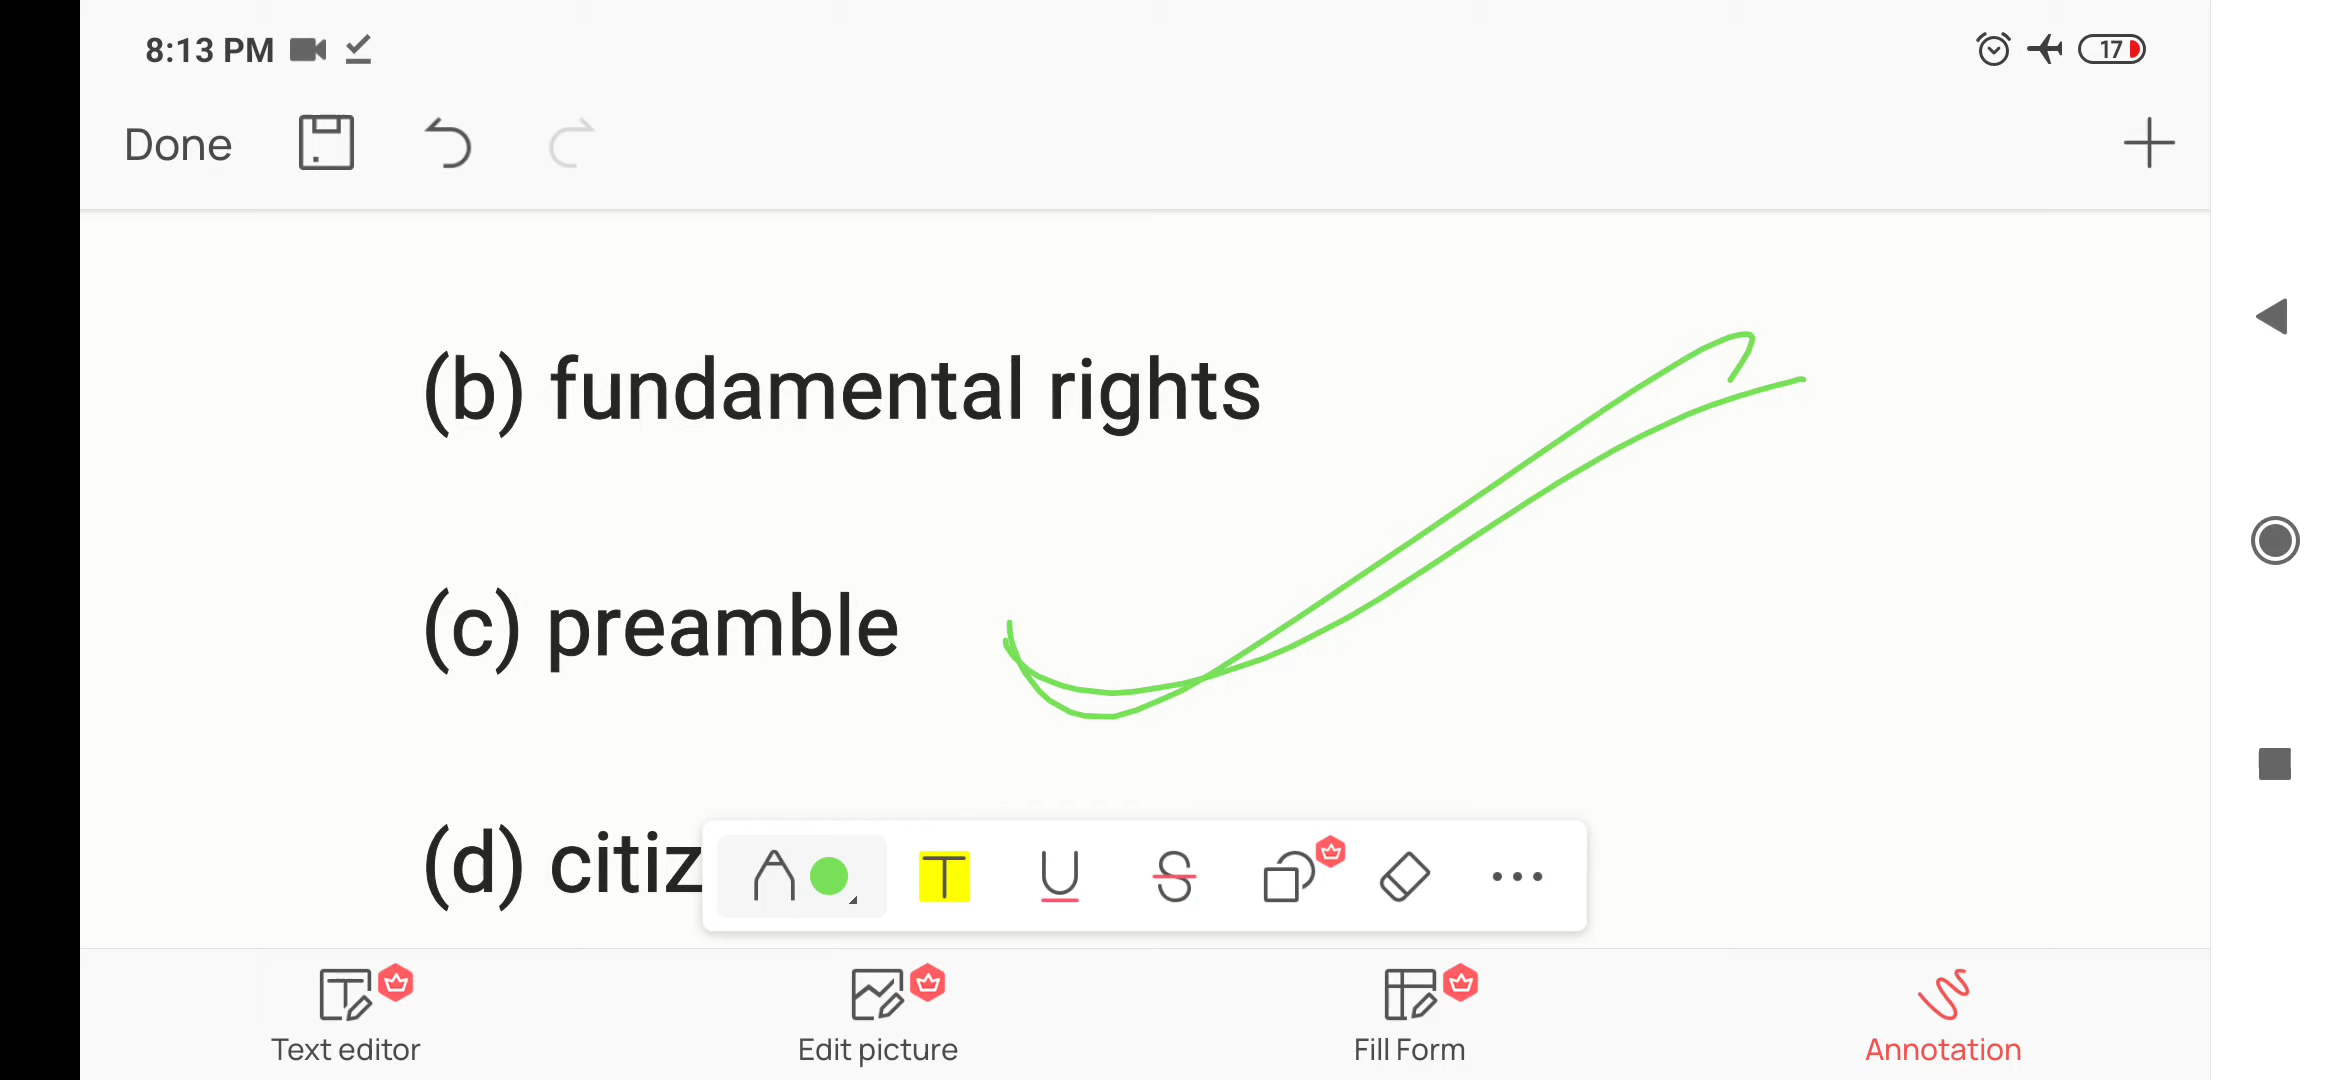 8:13 PM 17
Done
(b) fundamental rights
(c) preamble
(d) citiz
T U S
Text editor Edit picture Fill Form Annotation